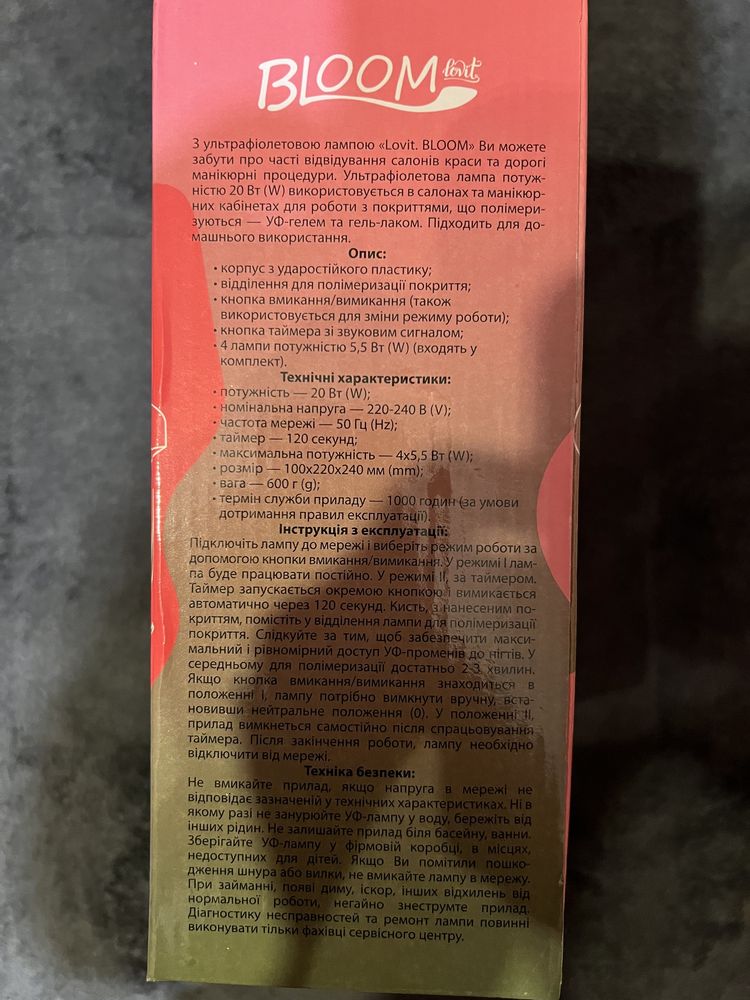 BLOOM lovit.
З ультрафіолетовою лампою «Lovit. BLOOM» Ви можете
забути про часті відвідування салонів краси та дорогі
манікюрні процедури. Ультрафіолетова лампа потуж-
ністю 20 Вт (W) використовується в салонах та манікюр-
них кабінетах для роботи з покриттями, що полімери-
зуються — УФ-гелем та гель-лаком. Підходить для до-
машнього використання.
Опис:
• корпус з ударостійкого пластику;
• відділення для полімеризації покриття;
• кнопка вмикання/вимикання (також
використовується для зміни режиму роботи);
• кнопка таймера зі звуковим сигналом;
• 4 лампи потужністю 5,5 Вт (W) (входять у
комплект).
Технічні характеристики:
• потужність — 20 Вт (W);
• номінальна напруга — 220-240 В (V);
• частота мережі — 50 Гц (Hz);
• таймер — 120 секунд;
• максимальна потужність — 4х5,5 Вт (W);
• розмір — 100х220х240 мм (mm);
• вага — 600 г (g);
• термін служби приладу — 1000 годин (за умови
дотримання правил експлуатації).
Інструкція з експлуатації:
Підключіть лампу до мережі і виберіть режим роботи за
допомогою кнопки вмикання/вимикання. У режимі I лам-
па буде працювати постійно. У режимі II, за таймером.
Таймер запускається окремою кнопкою і вимикається
автоматично через 120 секунд. Кисть, з нанесеним по-
криттям, помістіть у відділення лампи для полімеризації
покриття. Слідкуйте за тим, щоб забезпечити макси-
мальний і рівномірний доступ УФ-променів до нігтів. У
середньому для полімеризації достатньо 2-3 хвилин.
Якщо кнопка вмикання/вимикання знаходиться в
положенні I, лампу потрібно вимкнути вручну, вста-
новивши нейтральне положення (0). У положенні II,
прилад вимкнеться самостійно після спрацьовування
таймера. Після закінчення роботи, лампу необхідно
відключити від мережі.
Техніка безпеки:
Не вмикайте прилад, якщо напруга в мережі не
відповідає зазначеній у технічних характеристиках. Ні в
якому разі не занурюйте УФ-лампу у воду, бережіть від
інших рідин. Не залишайте прилад біля басейну, ванни.
Зберігайте УФ-лампу у фірмовій коробці, в місцях,
недоступних для дітей. Якщо Ви помітили пошко-
дження шнура або вилки, не вмикайте лампу в мережу.
При займанні, появі диму, іскор, інших відхилень від
нормальної роботи, негайно знеструмте прилад.
Діагностику несправностей та ремонт лампи повинні
виконувати тільки фахівці сервісного центру.